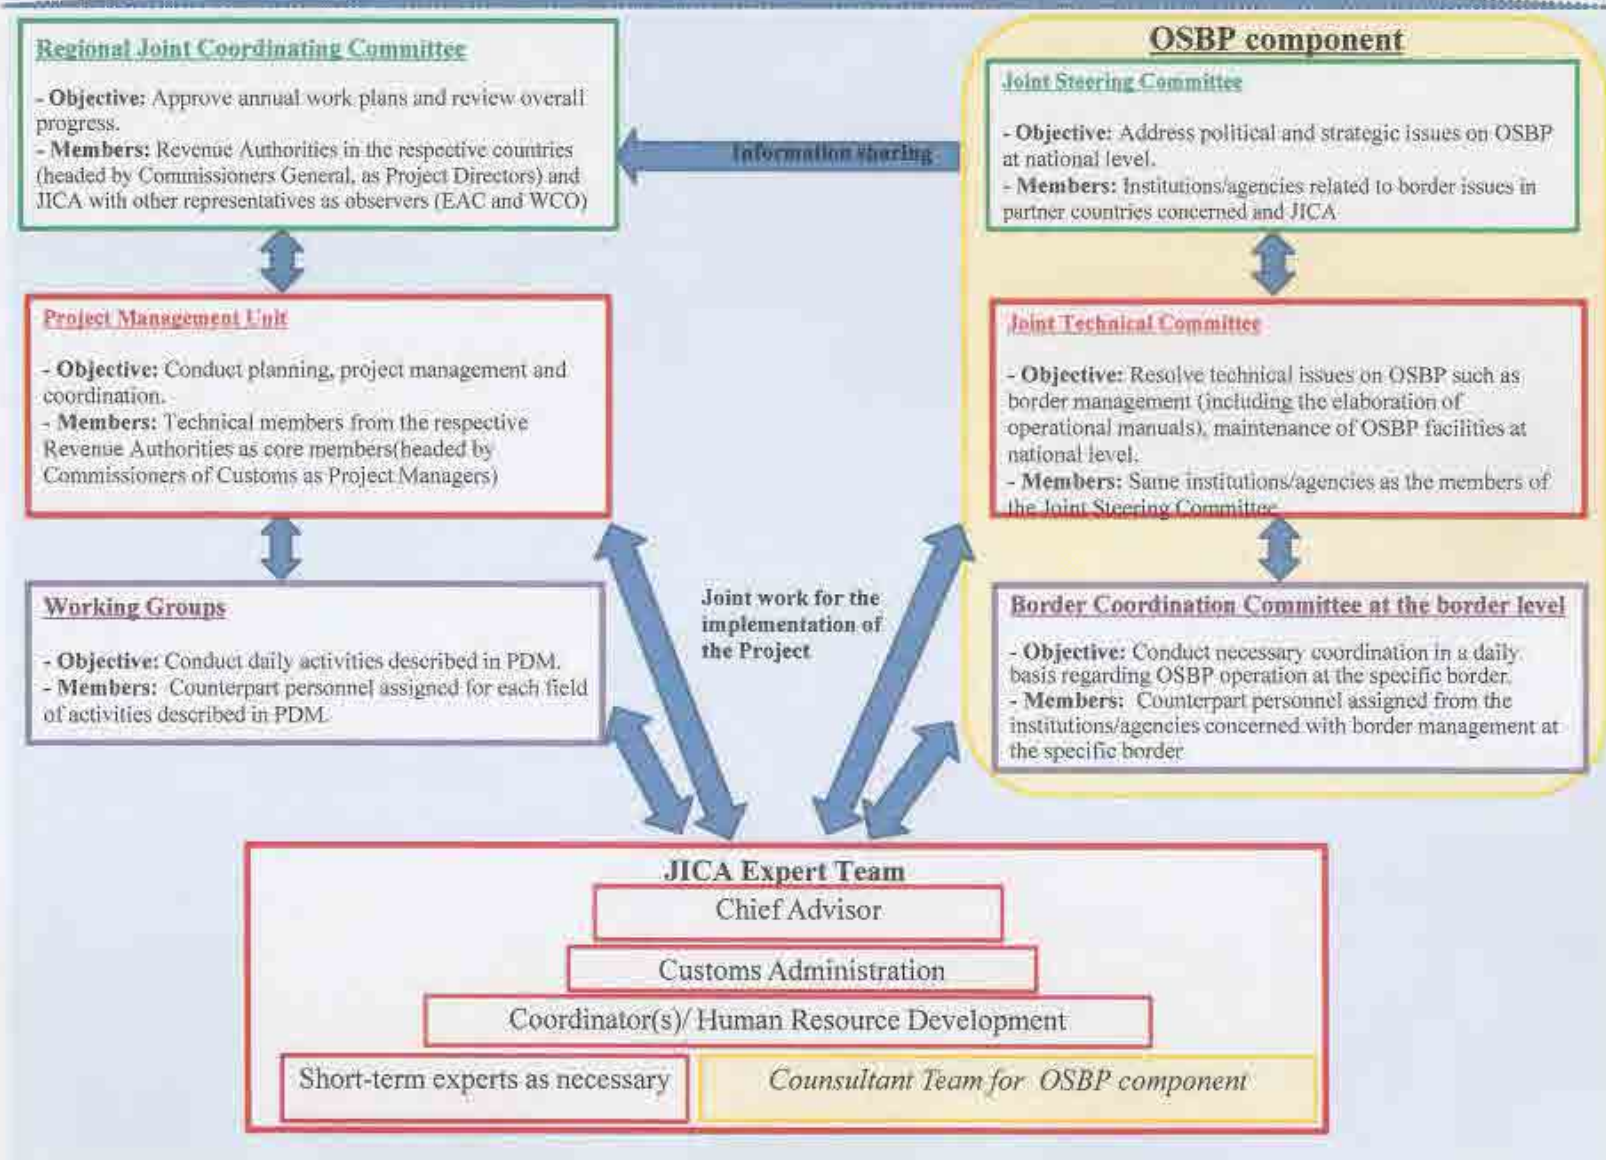 Regional Joint Coordinating Committee
- Objective: Approve annual work plans and review overall
progress.
- Members: Revenue Authorities in the respective countries
(headed by Commissioners General, as Project Directors) and
JICA with other representatives as observers (EAC and WCO)
Information sharing
OSBP component
Joint Steering Committee
- Objective: Address political and strategic issues on OSBP
at national level.
- Members: Institutions/agencies related to border issues in
partner countries concerned and JICA
Project Management Unit
- Objective: Conduct planning, project management and
coordination.
- Members: Technical members from the respective
Revenue Authorities as core members(headed by
Commissioners of Customs as Project Managers)
Joint Technical Committee
- Objective: Resolve technical issues on OSBP such as
border management (including the elaboration of
operational manuals), maintenance of OSBP facilities at
national level.
- Members: Same institutions/agencies as the members of
the Joint Steering Committee
Working Groups
- Objective: Conduct daily activities described in PDM.
- Members: Counterpart personnel assigned for each field
of activities described in PDM.
Joint work for the
implementation of
the Project
Border Coordination Committee at the border level
- Objective: Conduct necessary coordination in a daily
basis regarding OSBP operation at the specific border.
- Members: Counterpart personnel assigned from the
institutions/agencies concerned with border management at
the specific border
JICA Expert Team
Chief Advisor
Customs Administration
Coordinator(s)/ Human Resource Development
Short-term experts as necessary
Counsultant Team for OSBP component